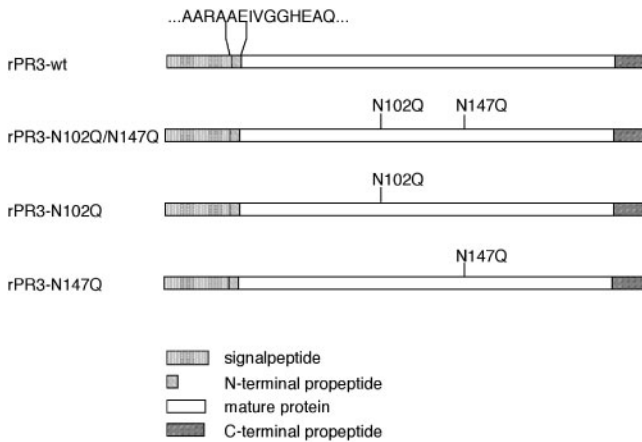 ...AARAAEIVGGHEAQ...
rPR3-wt
N102Q N147Q
rPR3-N102Q/N147Q
N102Q
rPR3-N102Q
N147Q
rPR3-N147Q
signalpeptide
N-terminal propeptide
mature protein
C-terminal propeptide